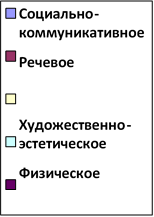 Социально-
коммуникативное
Речевое
Художественно-
эстетическое
Физическое